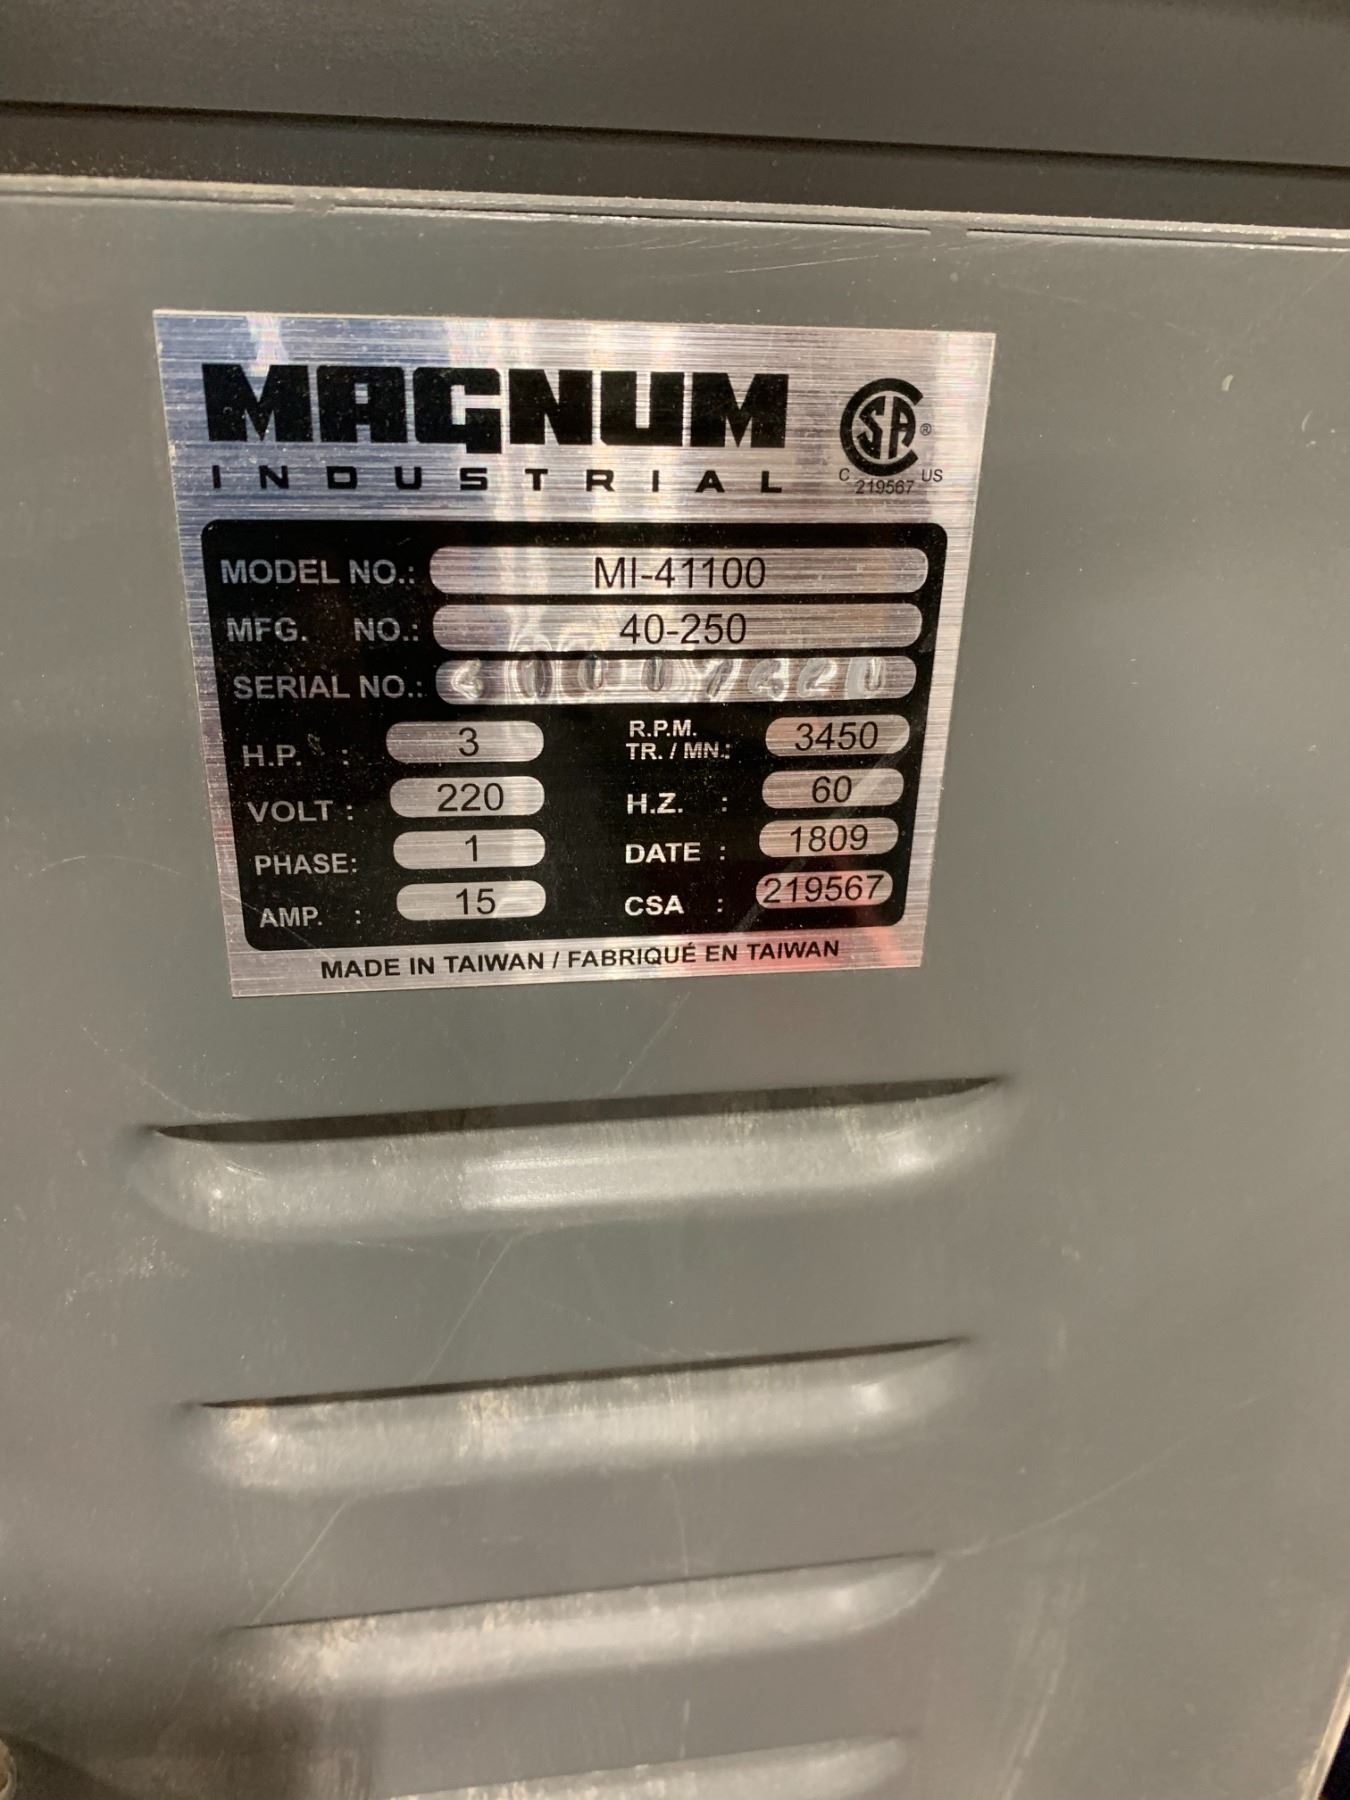 MAGNUM
INDUSTRIAL
CSA®
C US
219567
MODEL NO.: MI-41100
MFG. NO.: 40-250
SERIAL NO.:
H.P. : 3
R.P.M.
TR. / MN.: 3450
VOLT : 220
H.Z. : 60
PHASE: 1
DATE : 1809
AMP. : 15
CSA : 219567
MADE IN TAIWAN / FABRIQUÉ EN TAIWAN